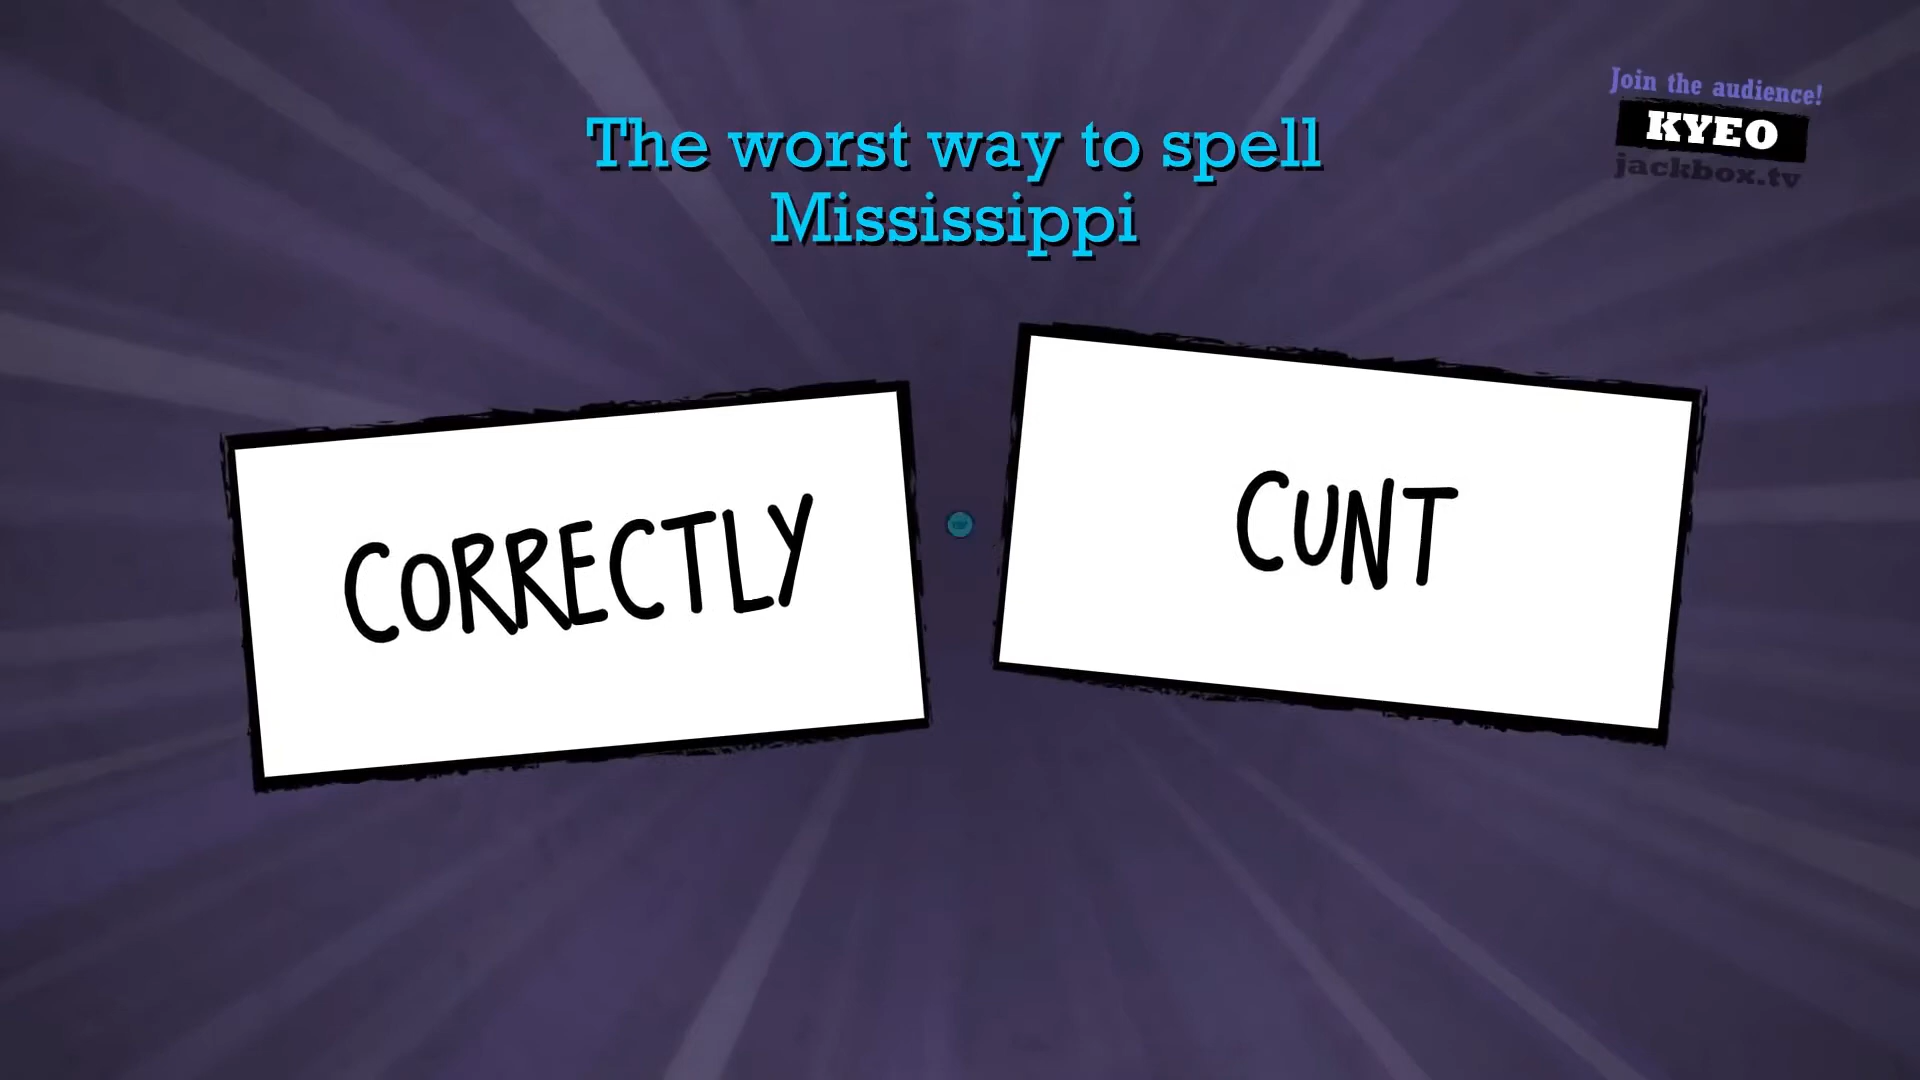 Join the audience!
KYEO
jackbox.tv
The worst way to spell
Mississippi
CORRECTLY
CUNT